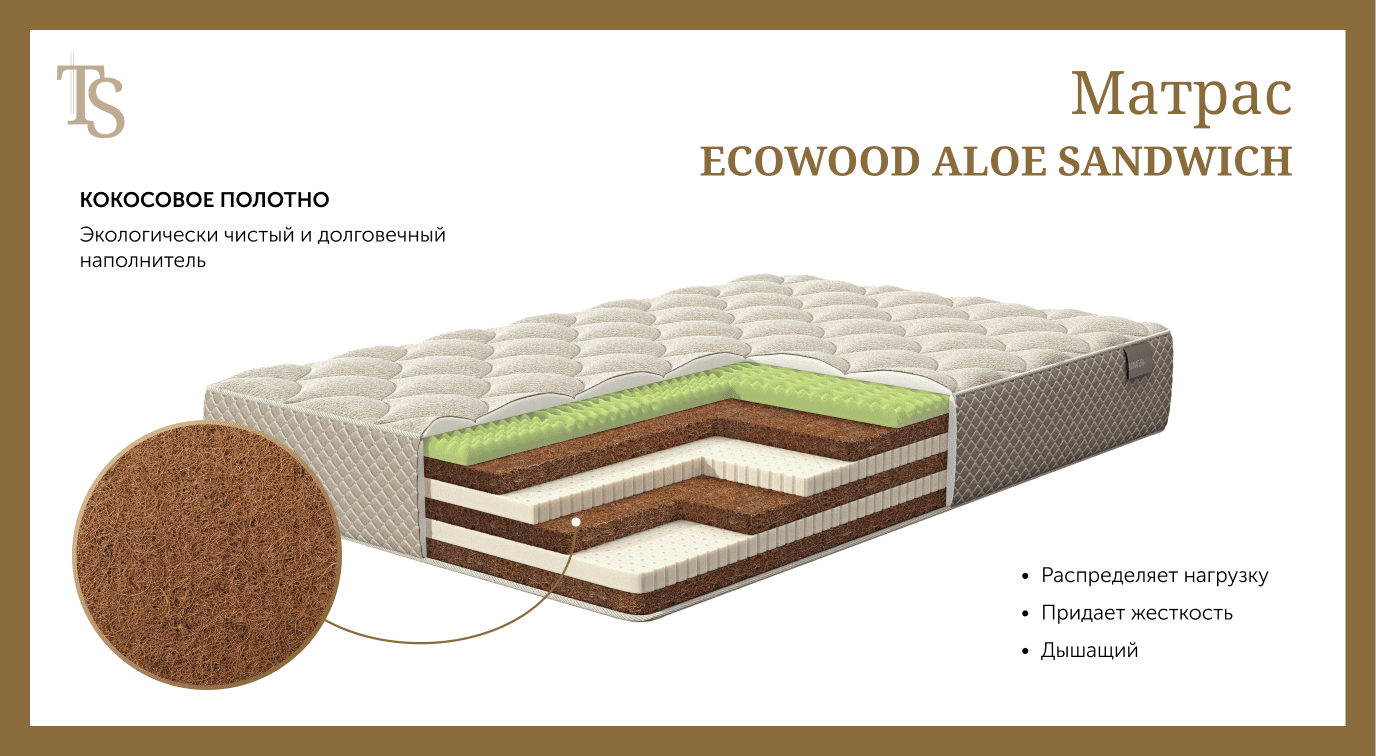 TS
Матрас
ECOWOOD ALOE SANDWICH
КОКОСОВОЕ ПОЛОТНО
Экологически чистый и долговечный
наполнитель
• Распределяет нагрузку
• Придает жесткость
• Дышащий